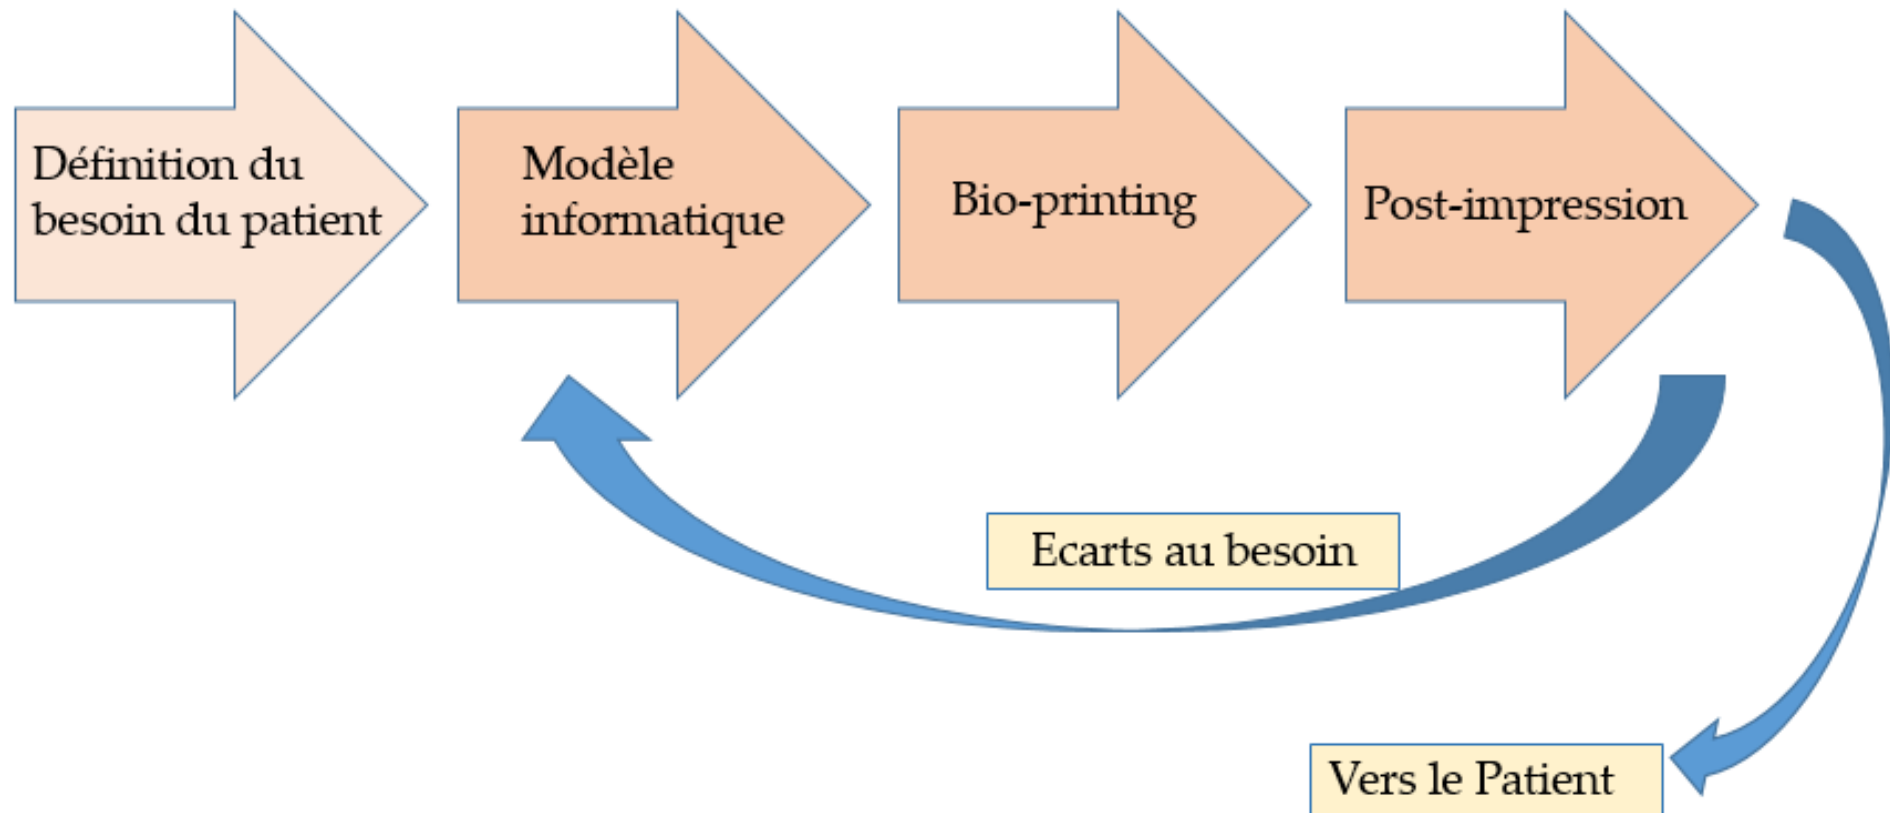 Définition du
besoin du patient
Modèle
informatique
Bio-printing
Post-impression
Ecarts au besoin
Vers le Patient